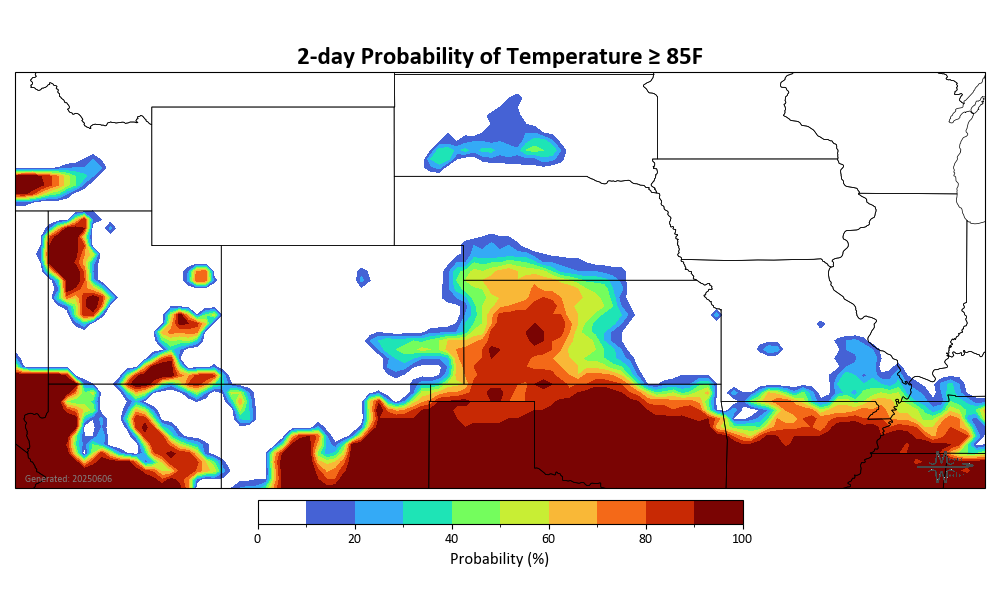 2-day Probability of Temperature ≥ 85F
Generated: 20250606
0 20 40 60 80 100
Probability (%)